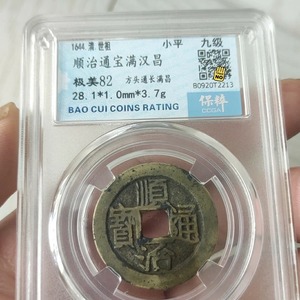 1644.清.世祖 小平 九级
顺治通宝满汉昌
极美82 方头通长满昌
28.1*1.0mm*3.7g
B0920T2213
BAO CUI COINS RATING
保粹
順
寶 通
治